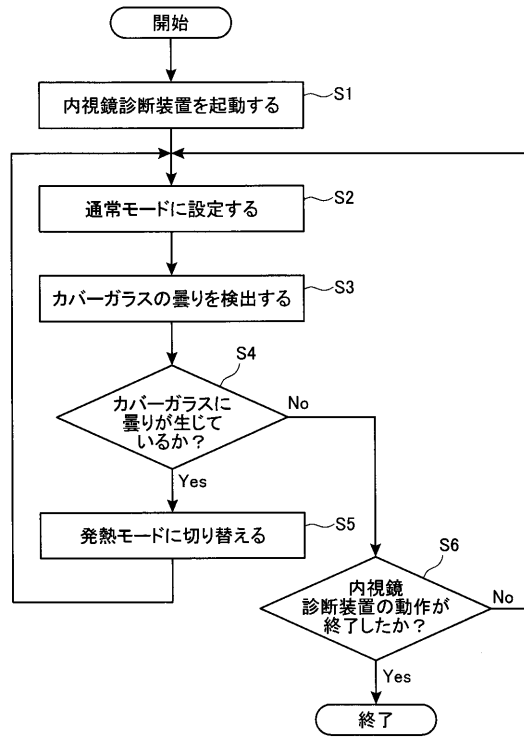 開始
内視鏡診断装置を起動する
S1
通常モードに設定する
S2
カバーガラスの曇りを検出する
S3
S4
カバーガラスに
曇りが生じて
いるか？
No
Yes
発熱モードに切り替える
S5
S6
内視鏡
診断装置の動作が
終了したか？
No
Yes
終了